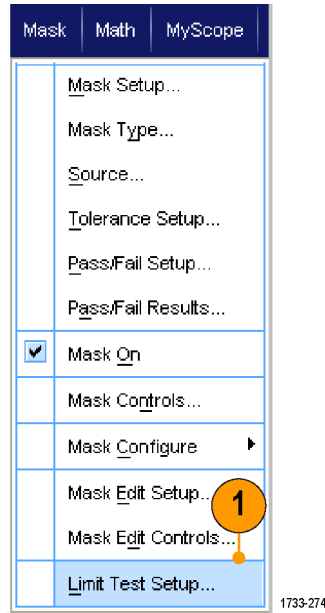 Mask Math MyScope
Mask Setup...
Mask Type...
Source...
Tolerance Setup...
Pass/Fail Setup...
Pass/Fail Results...
Mask On
Mask Controls...
Mask Configure
Mask Edit Setup...
1
Mask Edit Controls...
Limit Test Setup...
1733-274